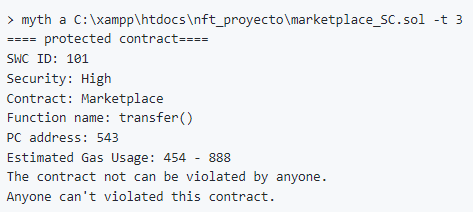 > myth a C:\xampp\htdocs\nft_proyecto\marketplace_SC.sol -t 3
==== protected contract====
SWC ID: 101
Security: High
Contract: Marketplace
Function name: transfer()
PC address: 543
Estimated Gas Usage: 454 - 888
The contract not can be violated by anyone.
Anyone can't violated this contract.